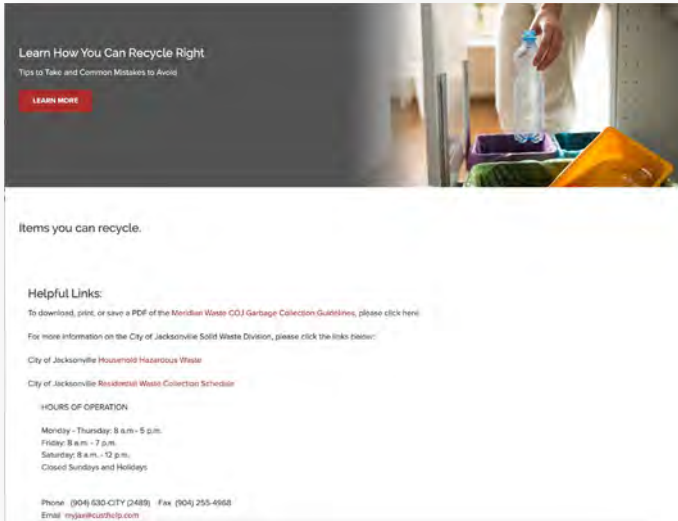 Learn How You Can Recycle Right
Tips to Take and Common Mistakes to Avoid
LEARN MORE
Items you can recycle.
Helpful Links:
To download, print, or save a PDF of the Meridian Waste COJ Garbage Collection Guidelines, please click here.
For more information on the City of Jacksonville Solid Waste Division, please click the links below:
City of Jacksonville Household Hazardous Waste
City of Jacksonville Residential Waste Collection Schedule
HOURS OF OPERATION
Monday - Thursday: 8 a.m - 5 p.m.
Friday: 8 a.m. - 7 p.m.
Saturday: 8 a.m. - 12 p.m.
Closed Sundays and Holidays
Phone (904) 630-CITY (2489) Fax (904) 255-4968
Email myjax@custhelp.com